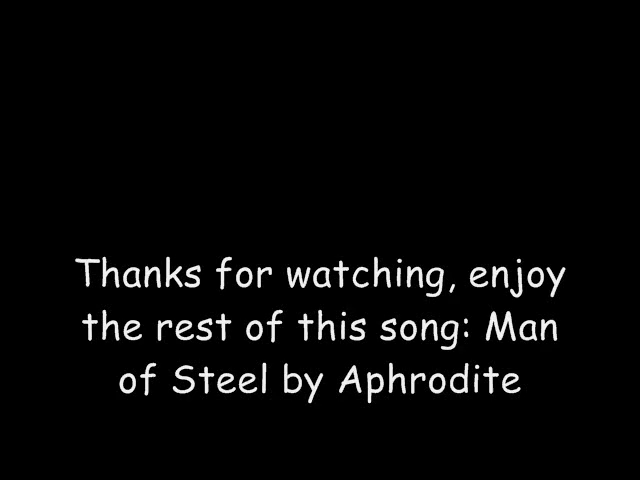 Thanks for watching, enjoy
the rest of this song: Man
of Steel by Aphrodite